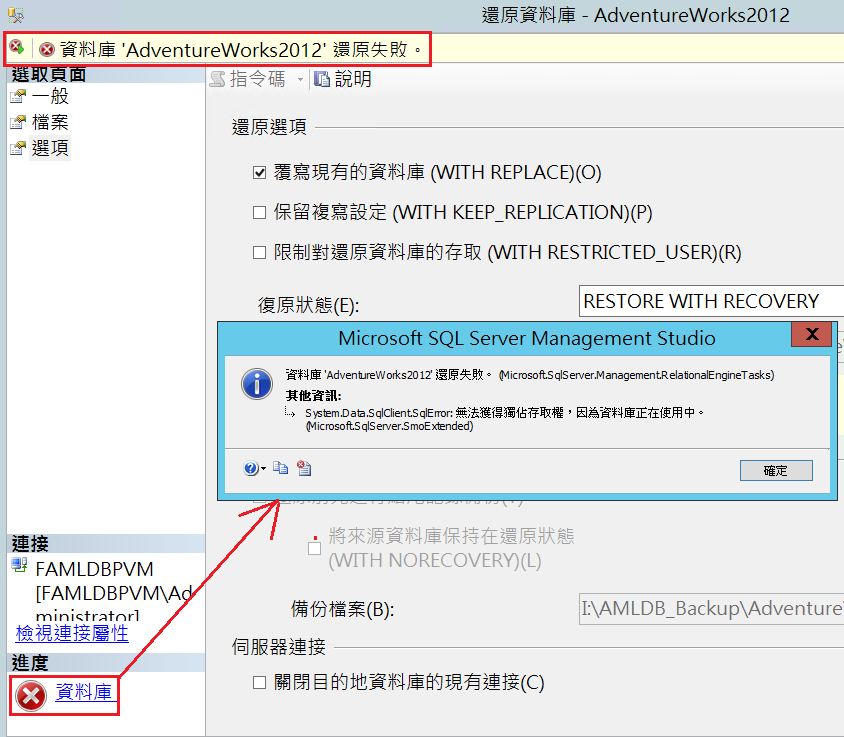 還原資料庫 - AdventureWorks2012
資料庫 'AdventureWorks2012' 還原失敗。
選取頁面
一般
檔案
選項
指令碼
說明
還原選項
覆寫現有的資料庫 (WITH REPLACE)(O)
保留複寫設定 (WITH KEEP_REPLICATION)(P)
限制對還原資料庫的存取 (WITH RESTRICTED_USER)(R)
復原狀態(E):
RESTORE WITH RECOVERY
Microsoft SQL Server Management Studio
資料庫 'AdventureWorks2012' 還原失敗。 (Microsoft.SqlServer.Management.RelationalEngineTasks)
其他資訊:
System.Data.SqlClient.SqlError: 無法獲得獨佔存取權，因為資料庫正在使用中。
(Microsoft.SqlServer.SmoExtended)
確定
將來源資料庫保持在還原狀態
(WITH NORECOVERY)(L)
備份檔案(B):
I:\AMLDB_Backup\Adventure
伺服器連接
關閉目的地資料庫的現有連接(C)
連接
FAMLDBPVM
[FAMLDBPVM\Ad
ministrator]
檢視連接屬性
進度
資料庫